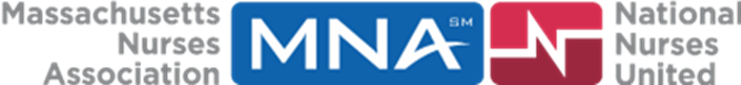 Massachusetts
Nurses
Association
MNA SM
N
National
Nurses
United